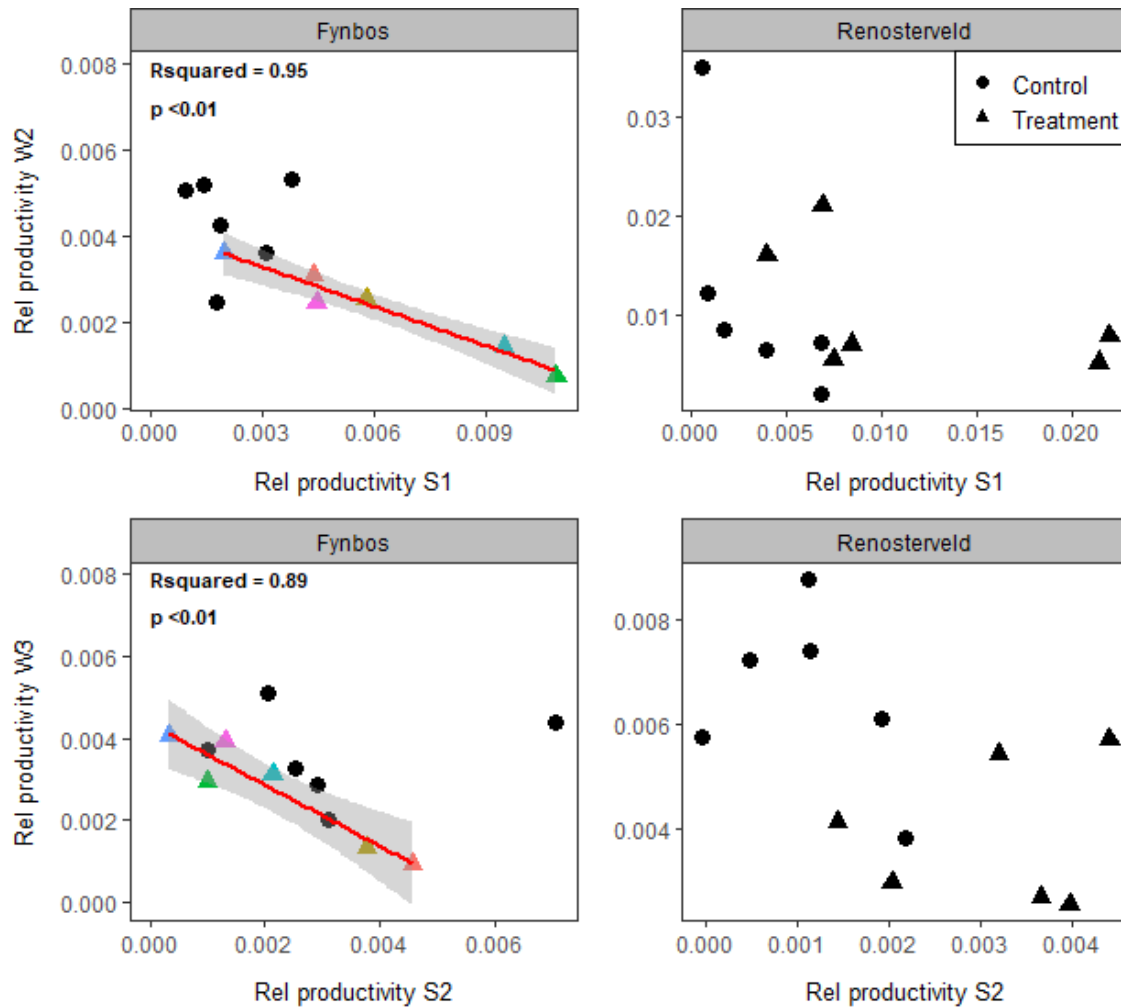 Fynbos
Rsquared = 0.95
p <0.01
0.008
0.006
0.004
0.002
0.000
Rel productivity W2
0.000 0.003 0.006 0.009
Rel productivity S1
Renosterveld
Control
Treatment
0.03
0.02
0.01
0.000 0.005 0.010 0.015 0.020
Rel productivity S1
Fynbos
Rsquared = 0.89
p <0.01
0.008
0.006
0.004
0.002
0.000
Rel productivity W3
0.000 0.002 0.004 0.006
Rel productivity S2
Renosterveld
0.008
0.006
0.004
0.000 0.001 0.002 0.003 0.004
Rel productivity S2